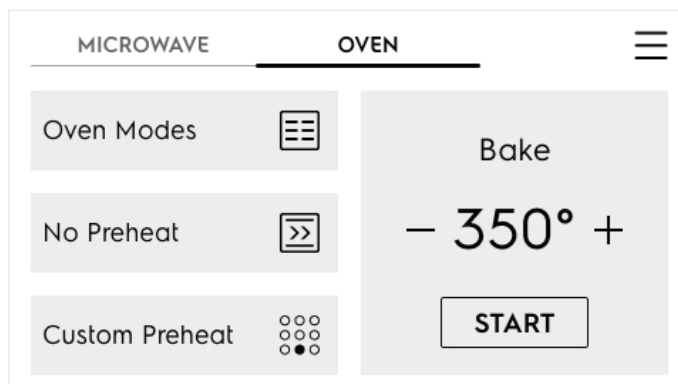 MICROWAVE
OVEN
Oven Modes
No Preheat
Custom Preheat
Bake
− 350° +
START